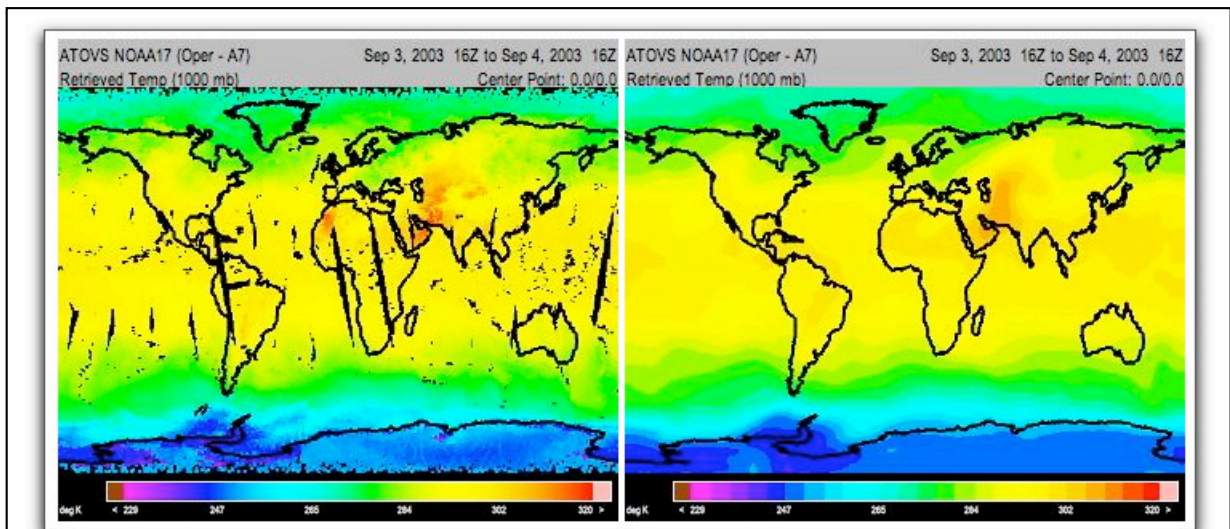 ATOVS NOAA17 (Oper - A7) Sep 3, 2003 16Z to Sep 4, 2003 16Z
Retrieved Temp (1000 mb) Center Point: 0.0/0.0
deg K < 229 247 265 284 302 320 >
ATOVS NOAA17 (Oper - A7) Sep 3, 2003 16Z to Sep 4, 2003 16Z
Retrieved Temp (1000 mb) Center Point: 0.0/0.0
deg K < 229 247 265 284 302 320 >